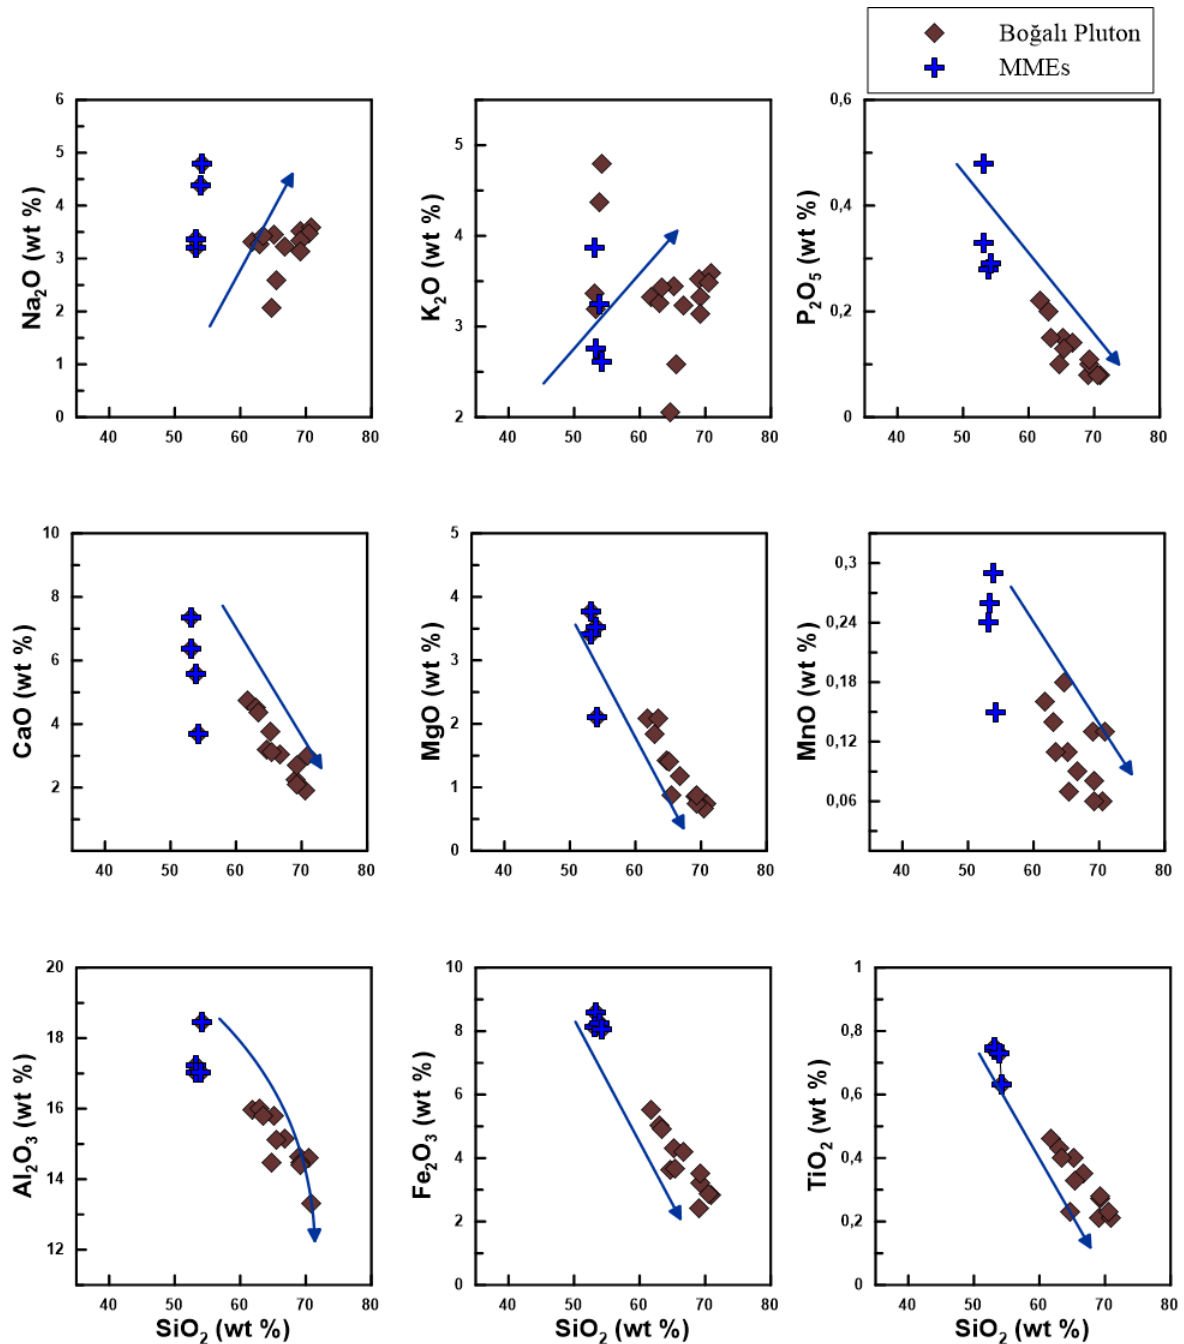 Boğalı Pluton
MMEs
6
5
4
3
2
1
0
Na₂O (wt %)
40 50 60 70 80
5
4
3
2
K₂O (wt %)
40 50 60 70 80
0,6
0,4
0,2
0
P₂O₅ (wt %)
40 50 60 70 80
10
8
6
4
2
CaO (wt %)
40 50 60 70 80
5
4
3
2
1
0
MgO (wt %)
40 50 60 70 80
0,3
0,24
0,18
0,12
0,06
MnO (wt %)
40 50 60 70 80
20
18
16
14
12
Al₂O₃ (wt %)
40 50 60 70 80
SiO₂ (wt %)
10
8
6
4
2
0
Fe₂O₃ (wt %)
40 50 60 70 80
SiO₂ (wt %)
1
0,8
0,6
0,4
0,2
0
TiO₂ (wt %)
40 50 60 70 80
SiO₂ (wt %)